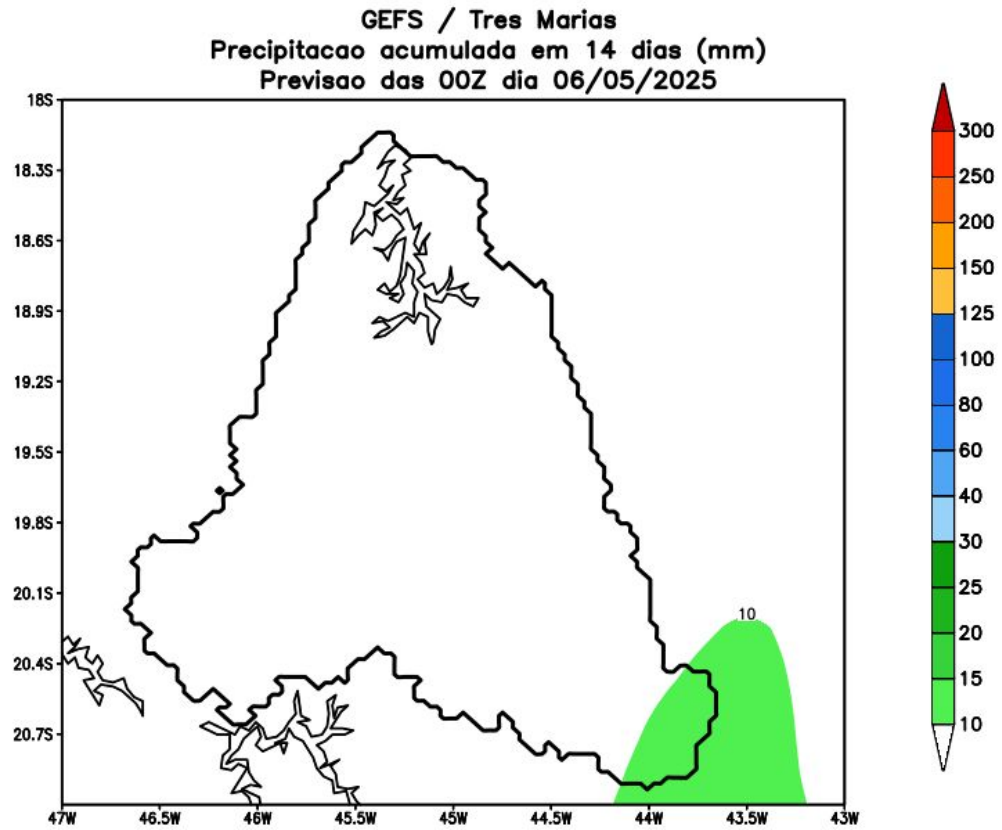 GEFS / Tres Marias
Precipitacao acumulada em 14 dias (mm)
Previsao das 00Z dia 06/05/2025
18S
18.3S
18.6S
18.9S
19.2S
19.5S
19.8S
20.1S
20.4S
20.7S
47W 46.5W 46W 45.5W 45W 44.5W 44W 43.5W 43W
10
300
250
200
150
125
100
80
60
40
30
25
20
15
10